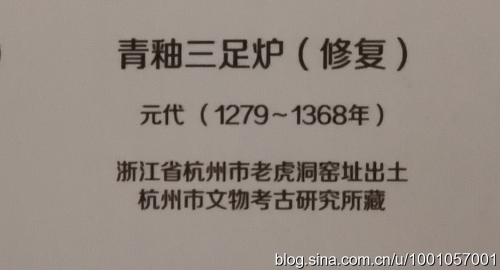 青釉三足炉（修复）
元代（1279～1368年）
浙江省杭州市老虎洞窑址出土
杭州市文物考古研究所藏
blog.sina.com.cn/u/1001057001